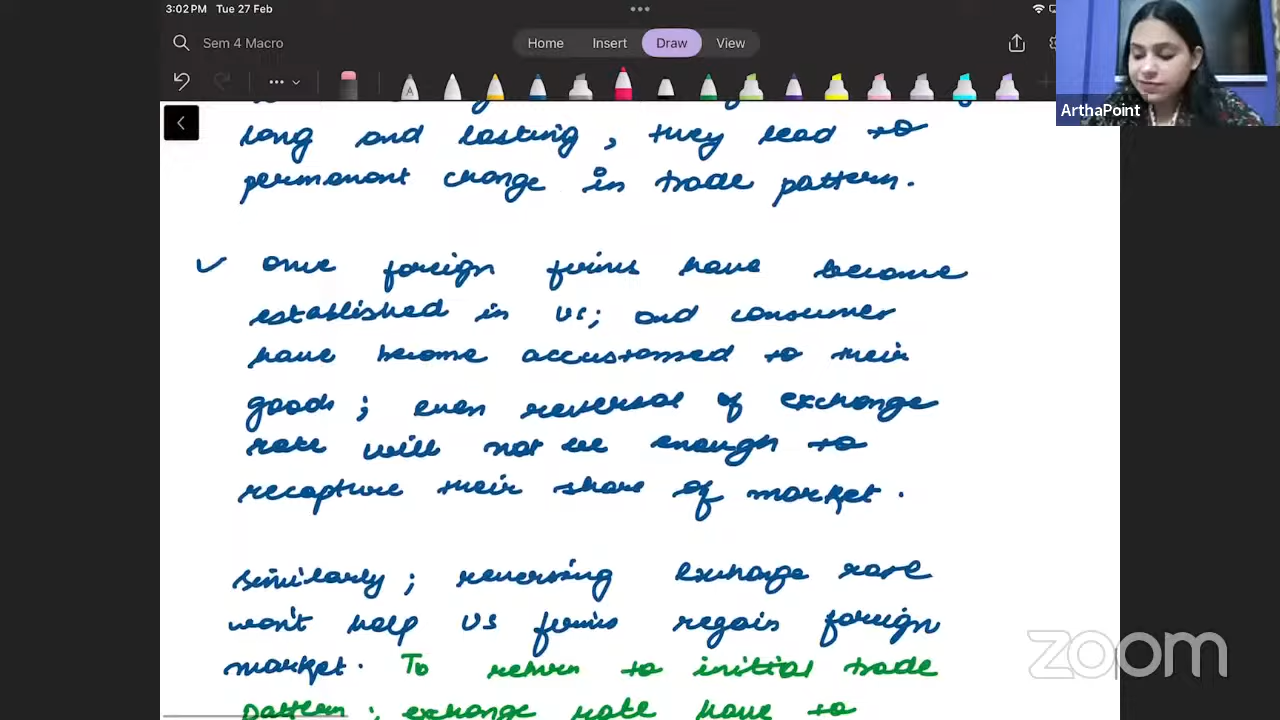 3:02 PM Tue 27 Feb
Sem 4 Macro
Home Insert Draw View
ArthaPoint
long and lasting, they lead to
permanent change in trade pattern.
once foreign firms have become
established in US; and consumer
have become accustomed to their
goods; even reversal of exchange
rate will not be enough to
recapture their share of market.
similarly; reversing exchange rate
won't help US firms regain foreign
market. To return to initial trade
pattern; exchange rate have to
zoom